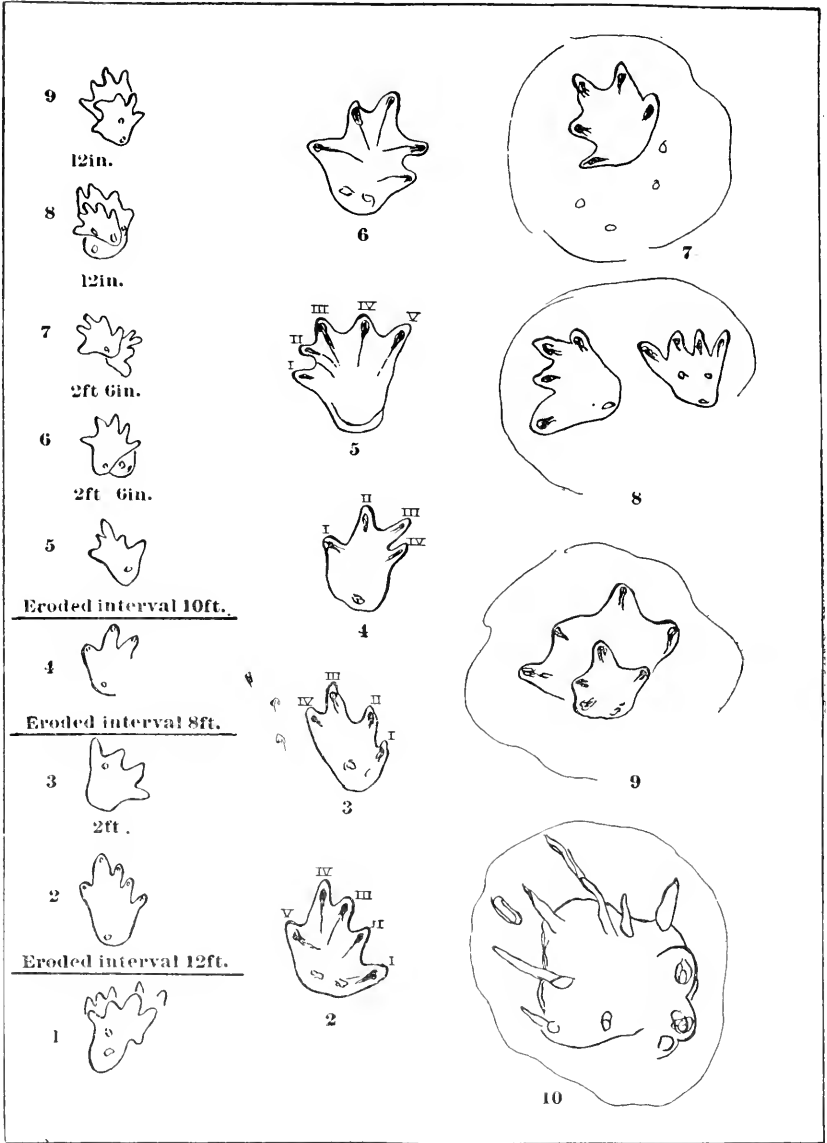 9
12in.
8
12in.
7
2ft 6in.
6
2ft 6in.
5
Eroded interval 10ft.
4
Eroded interval 8ft.
3
2ft.
2
Eroded interval 12ft.
1
6
I
II
III
IV
V
5
I
II
III
IV
4
IV
III
II
I
3
V
IV
III
II
I
2
7
8
9
10